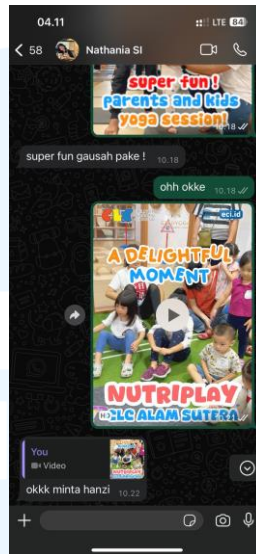 04.11
LTE 84
58
Nathania SI
super fun !
parents and kids
yoga session!
10.18
super fun gausah pake ! 10.18
ohh okke 10.18
CLC
eci.id
A DELIGHTFUL
MOMENT
NUTRIPLAY
CLC ALAM SUTERA
You
Video
okkk minta hanzi 10.22